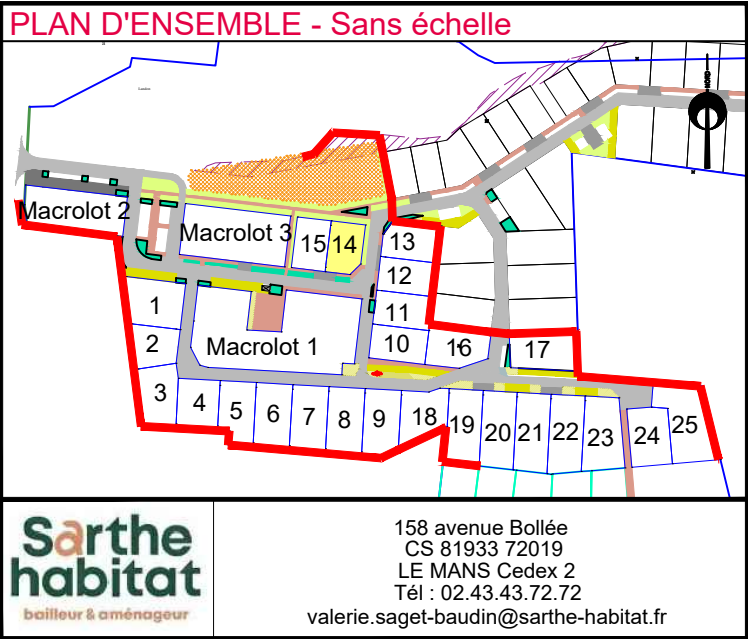 PLAN D'ENSEMBLE - Sans échelle
NORD
Macrolot 2
Macrolot 3
15
14
13
12
11
10
16
17
1
2
3
Macrolot 1
4
5
6
7
8
9
18
19
20
21
22
23
24
25
Sarthe
habitat
bailleur & aménageur
158 avenue Bollée
CS 81933 72019
LE MANS Cedex 2
Tél : 02.43.43.72.72
valerie.saget-baudin@sarthe-habitat.fr